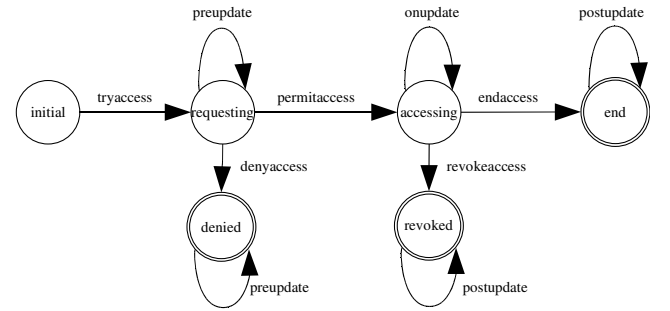 preupdate
onupdate
postupdate
tryaccess
permitaccess
endaccess
initial
requesting
accessing
end
denyaccess
revokeaccess
denied
revoked
preupdate
postupdate